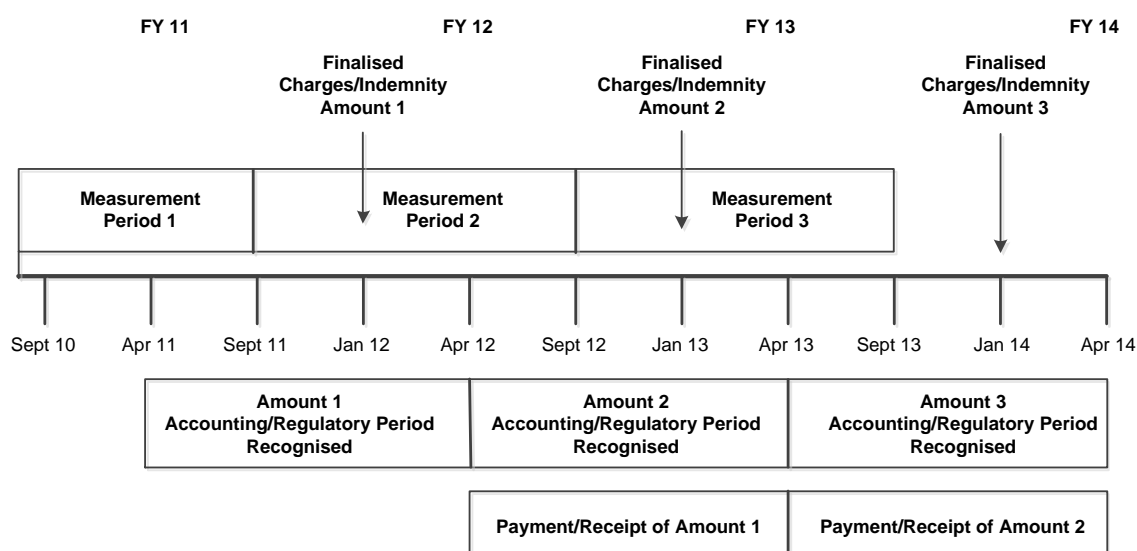 FY 11
FY 12
FY 13
FY 14
Finalised
Charges/Indemnity
Amount 1
Finalised
Charges/Indemnity
Amount 2
Finalised
Charges/Indemnity
Amount 3
Measurement
Period 1
Measurement
Period 2
Measurement
Period 3
Sept 10
Apr 11
Sept 11
Jan 12
Apr 12
Sept 12
Jan 13
Apr 13
Sept 13
Jan 14
Apr 14
Amount 1
Accounting/Regulatory Period
Recognised
Amount 2
Accounting/Regulatory Period
Recognised
Amount 3
Accounting/Regulatory Period
Recognised
Payment/Receipt of Amount 1
Payment/Receipt of Amount 2